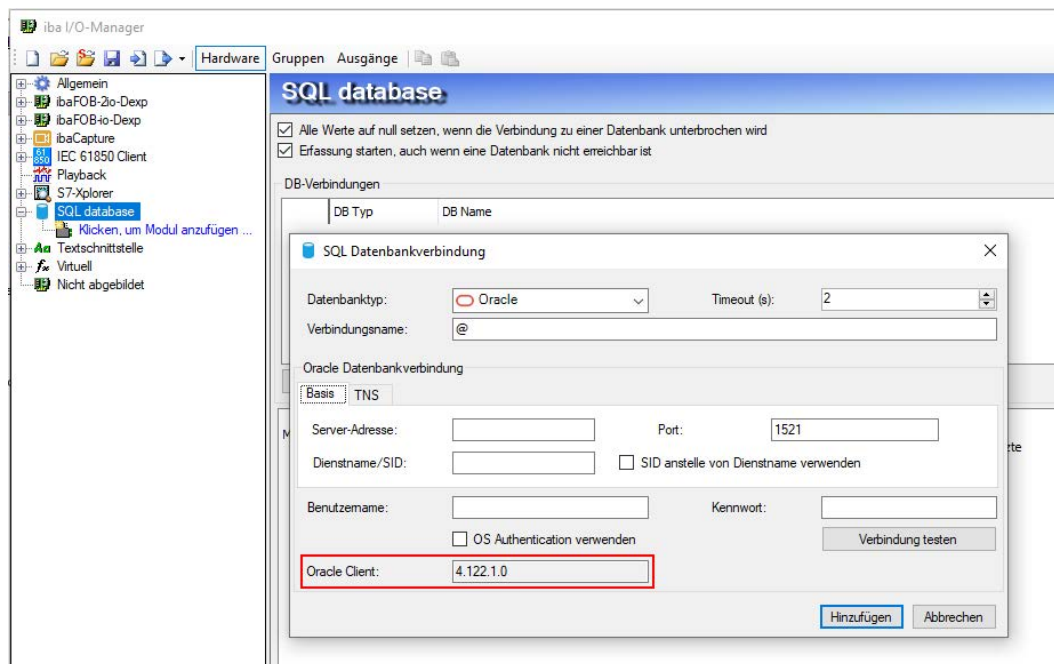 iba I/O-Manager
Hardware Gruppen Ausgänge
Allgemein
ibaFOB-2io-Dexp
ibaFOB-io-Dexp
ibaCapture
IEC 61850 Client
Playback
S7-Xplorer
SQL database
Klicken, um Modul anzufügen ...
Textschnittstelle
Virtuell
Nicht abgebildet
SQL database
Alle Werte auf null setzen, wenn die Verbindung zu einer Datenbank unterbrochen wird
Erfassung starten, auch wenn eine Datenbank nicht erreichbar ist
DB-Verbindungen
DB Typ DB Name
SQL Datenbankverbindung
Datenbanktyp: Oracle Timeout (s): 2
Verbindungsname: @
Oracle Datenbankverbindung
Basis TNS
Server-Adresse: Port: 1521
Dienstname/SID: SID anstelle von Dienstname verwenden
Benutzername: Kennwort:
OS Authentication verwenden Verbindung testen
Oracle Client: 4.122.1.0
Hinzufügen Abbrechen